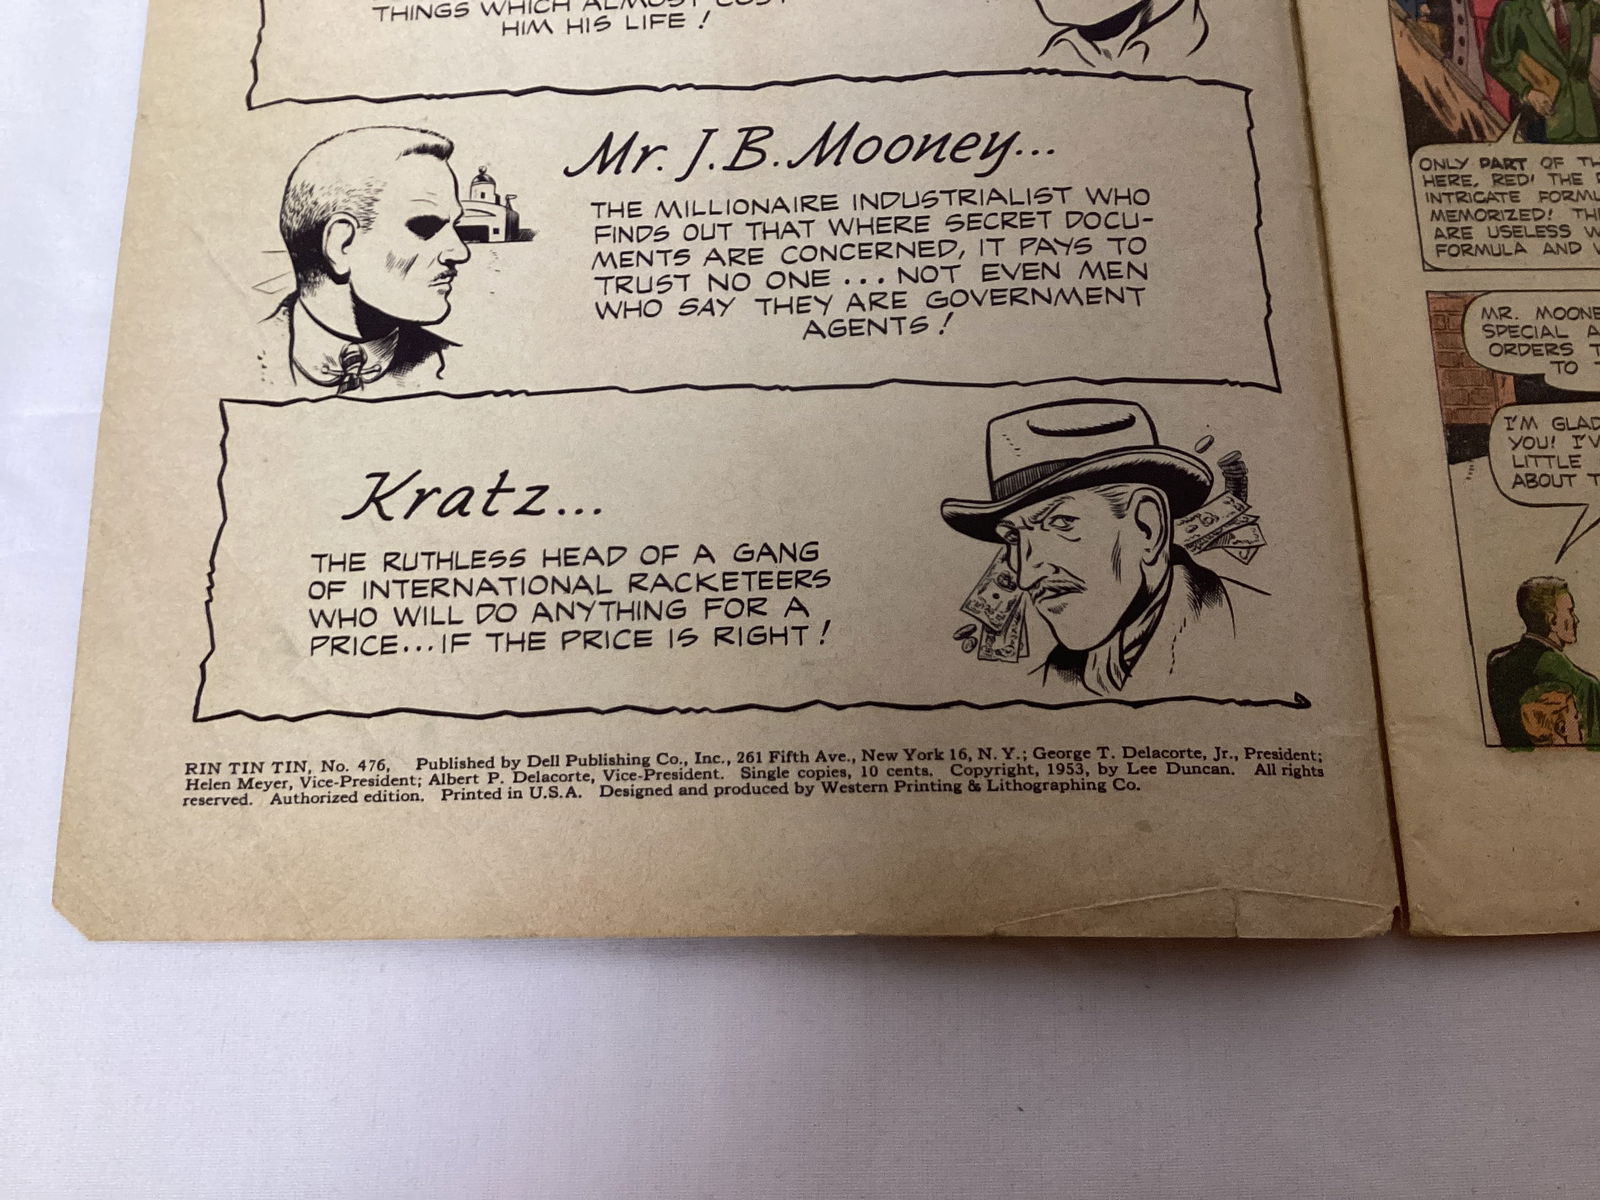 THINGS WHICH ALMOST COST
HIM HIS LIFE!
Mr. J.B. Mooney...
THE MILLIONAIRE INDUSTRIALIST WHO
FINDS OUT THAT WHERE SECRET DOCU-
MENTS ARE CONCERNED, IT PAYS TO
TRUST NO ONE... NOT EVEN MEN
WHO SAY THEY ARE GOVERNMENT
AGENTS!
Kratz...
THE RUTHLESS HEAD OF A GANG
OF INTERNATIONAL RACKETEERS
WHO WILL DO ANYTHING FOR A
PRICE...IF THE PRICE IS RIGHT!
RIN TIN TIN, No. 476, Published by Dell Publishing Co., Inc., 261 Fifth Ave., New York 16, N. Y.; George T. Delacorte, Jr., President;
Helen Meyer, Vice-President; Albert P. Delacorte, Vice-President. Single copies, 10 cents. Copyright, 1953, by Lee Duncan. All rights
reserved. Authorized edition. Printed in U.S.A. Designed and produced by Western Printing & Lithographing Co.
ONLY PART OF
HERE, RED! THE
INTRICATE
MEMORIZED!
ARE USELESS
FORMULA AND
MR.
SPECIAL
ORDERS
TO
I'M
YOU!
LITTLE
ABOUT